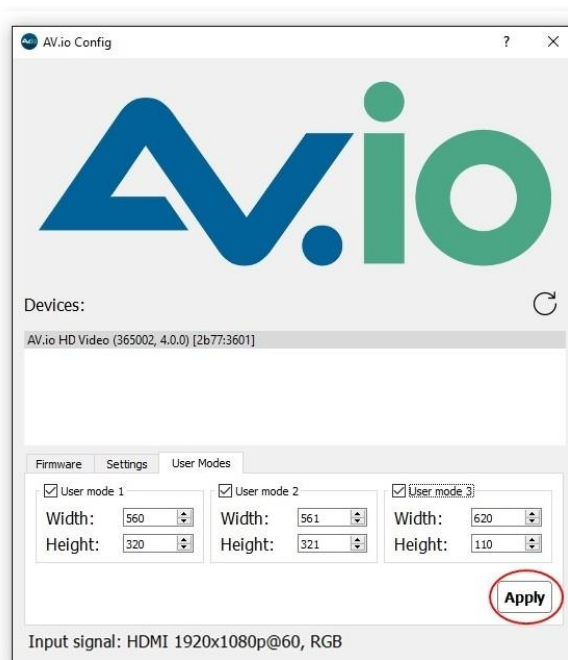 AV.io Config
AV.io
Devices:
AV.io HD Video (365002, 4.0.0) [2b77:3601]
Firmware Settings User Modes
User mode 1 User mode 2 User mode 3
Width: 560 Width: 561 Width: 620
Height: 320 Height: 321 Height: 110
Apply
Input signal: HDMI 1920x1080p@60, RGB